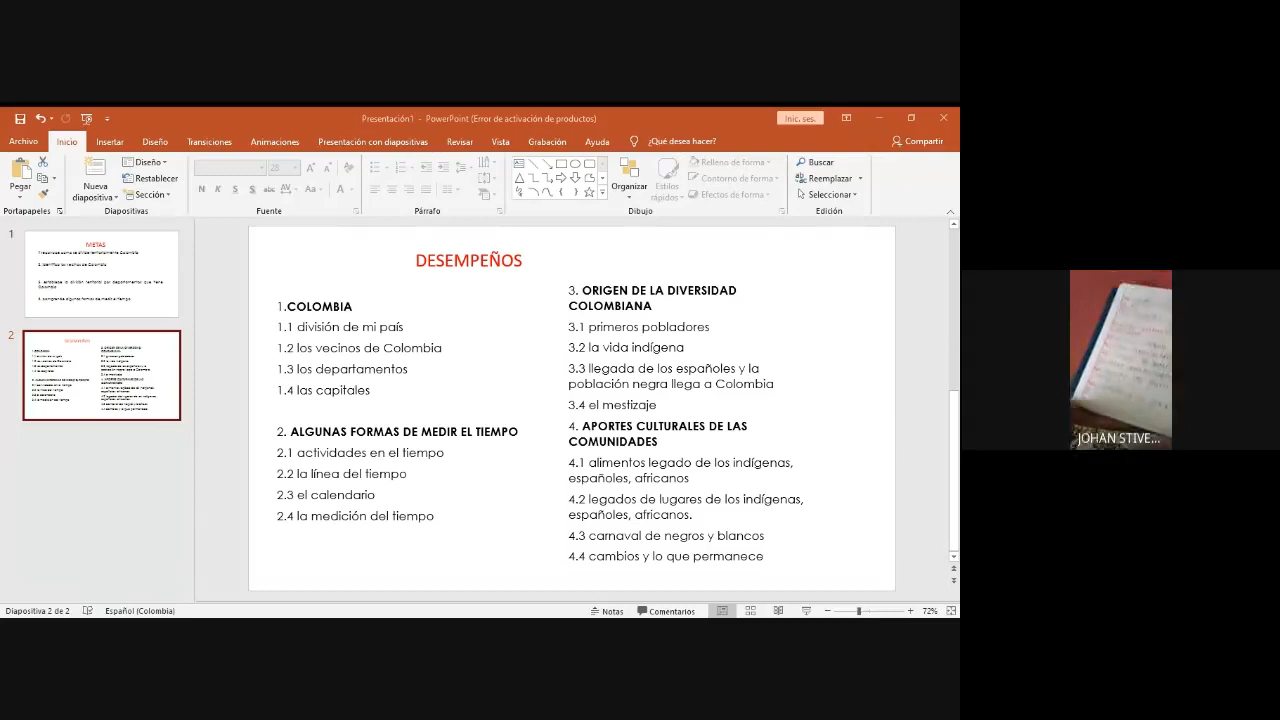 Presentación1 - PowerPoint (Error de activación de productos)
Inic. ses.
Archivo
Inicio
Insertar
Diseño
Transiciones
Animaciones
Presentación con diapositivas
Revisar
Vista
Grabación
Ayuda
¿Qué desea hacer?
Compartir
Pegar
Nueva
diapositiva
Diseño
Restablecer
Sección
N K S S abc AV Aa A
Organizar
Estilos
rápidos
Relleno de forma
Contorno de forma
Efectos de forma
Buscar
Reemplazar
Seleccionar
Portapapeles
Diapositivas
Fuente
Párrafo
Dibujo
Edición
1
METAS
2
DESEMPEÑOS
1.COLOMBIA
1.1 división de mi país
1.2 los vecinos de Colombia
1.3 los departamentos
1.4 las capitales
2. ALGUNAS FORMAS DE MEDIR EL TIEMPO
2.1 actividades en el tiempo
2.2 la línea del tiempo
2.3 el calendario
2.4 la medición del tiempo
3. ORIGEN DE LA DIVERSIDAD
COLOMBIANA
3.1 primeros pobladores
3.2 la vida indígena
3.3 llegada de los españoles y la
población negra llega a Colombia
3.4 el mestizaje
4. APORTES CULTURALES DE LAS
COMUNIDADES
4.1 alimentos legado de los indígenas,
españoles, africanos
4.2 legados de lugares de los indígenas,
españoles, africanos.
4.3 carnaval de negros y blancos
4.4 cambios y lo que permanece
JOHAN STIVE...
Diapositiva 2 de 2
Español (Colombia)
Notas
Comentarios
72%